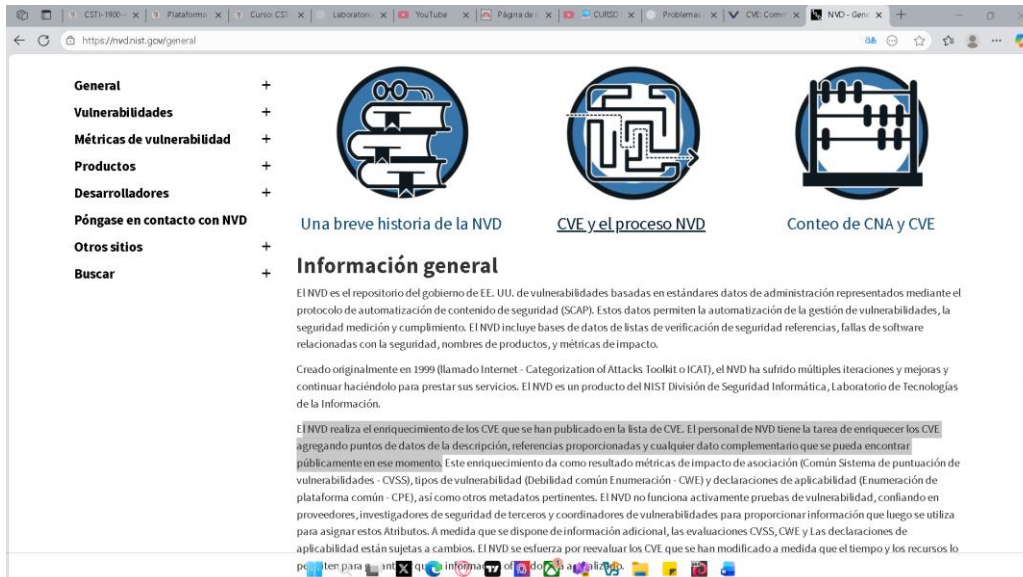 CSTI-1900-
Plataforma
Curso: CST
Laboratorio
YouTube
Página de
CURSO
Problemas
CVE: Comm
NVD - Gene
https://nvd.nist.gov/general
General +
Vulnerabilidades +
Métricas de vulnerabilidad +
Productos +
Desarrolladores +
Póngase en contacto con NVD
Otros sitios +
Buscar +
Una breve historia de la NVD
CVE y el proceso NVD
Conteo de CNA y CVE
Información general
El NVD es el repositorio del gobierno de EE. UU. de vulnerabilidades basadas en estándares datos de administración representados mediante el
protocolo de automatización de contenido de seguridad (SCAP). Estos datos permiten la automatización de la gestión de vulnerabilidades, la
seguridad medición y cumplimiento. El NVD incluye bases de datos de listas de verificación de seguridad referencias, fallas de software
relacionadas con la seguridad, nombres de productos, y métricas de impacto.
Creado originalmente en 1999 (llamado Internet - Categorization of Attacks Toolkit o ICAT), el NVD ha sufrido múltiples iteraciones y mejoras y
continuar haciéndolo para prestar sus servicios. El NVD es un producto del NIST División de Seguridad Informática, Laboratorio de Tecnologías
de la Información.
El NVD realiza el enriquecimiento de los CVE que se han publicado en la lista de CVE. El personal de NVD tiene la tarea de enriquecer los CVE
agregando puntos de datos de la descripción, referencias proporcionadas y cualquier dato complementario que se pueda encontrar
públicamente en ese momento. Este enriquecimiento da como resultado métricas de impacto de asociación (Común Sistema de puntuación de
vulnerabilidades - CVSS), tipos de vulnerabilidad (Debilidad común Enumeración - CWE) y declaraciones de aplicabilidad (Enumeración de
plataforma común - CPE), así como otros metadatos pertinentes. El NVD no funciona activamente pruebas de vulnerabilidad, confiando en
proveedores, investigadores de seguridad de terceros y coordinadores de vulnerabilidades para proporcionar información que luego se utiliza
para asignar estos Atributos. A medida que se dispone de información adicional, las evaluaciones CVSS, CWE y Las declaraciones de
aplicabilidad están sujetas a cambios. El NVD se esfuerza por reevaluar los CVE que se han modificado a medida que el tiempo y los recursos lo